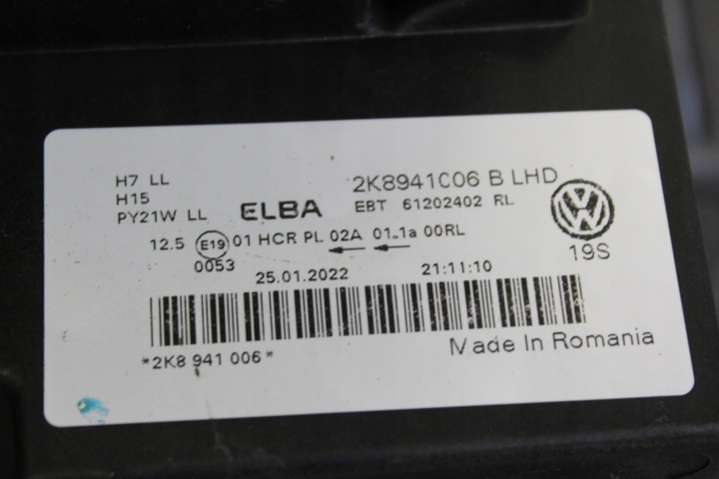 H7 LL
H15
PY21W LL
ELBA
2K8941006 B LHD
EBT 61202402 RL
12.5 E19 01 HCR PL 02A 01.1a 00RL
0053
19S
25.01.2022 21:11:10
*2K8 941 006*
Made In Romania